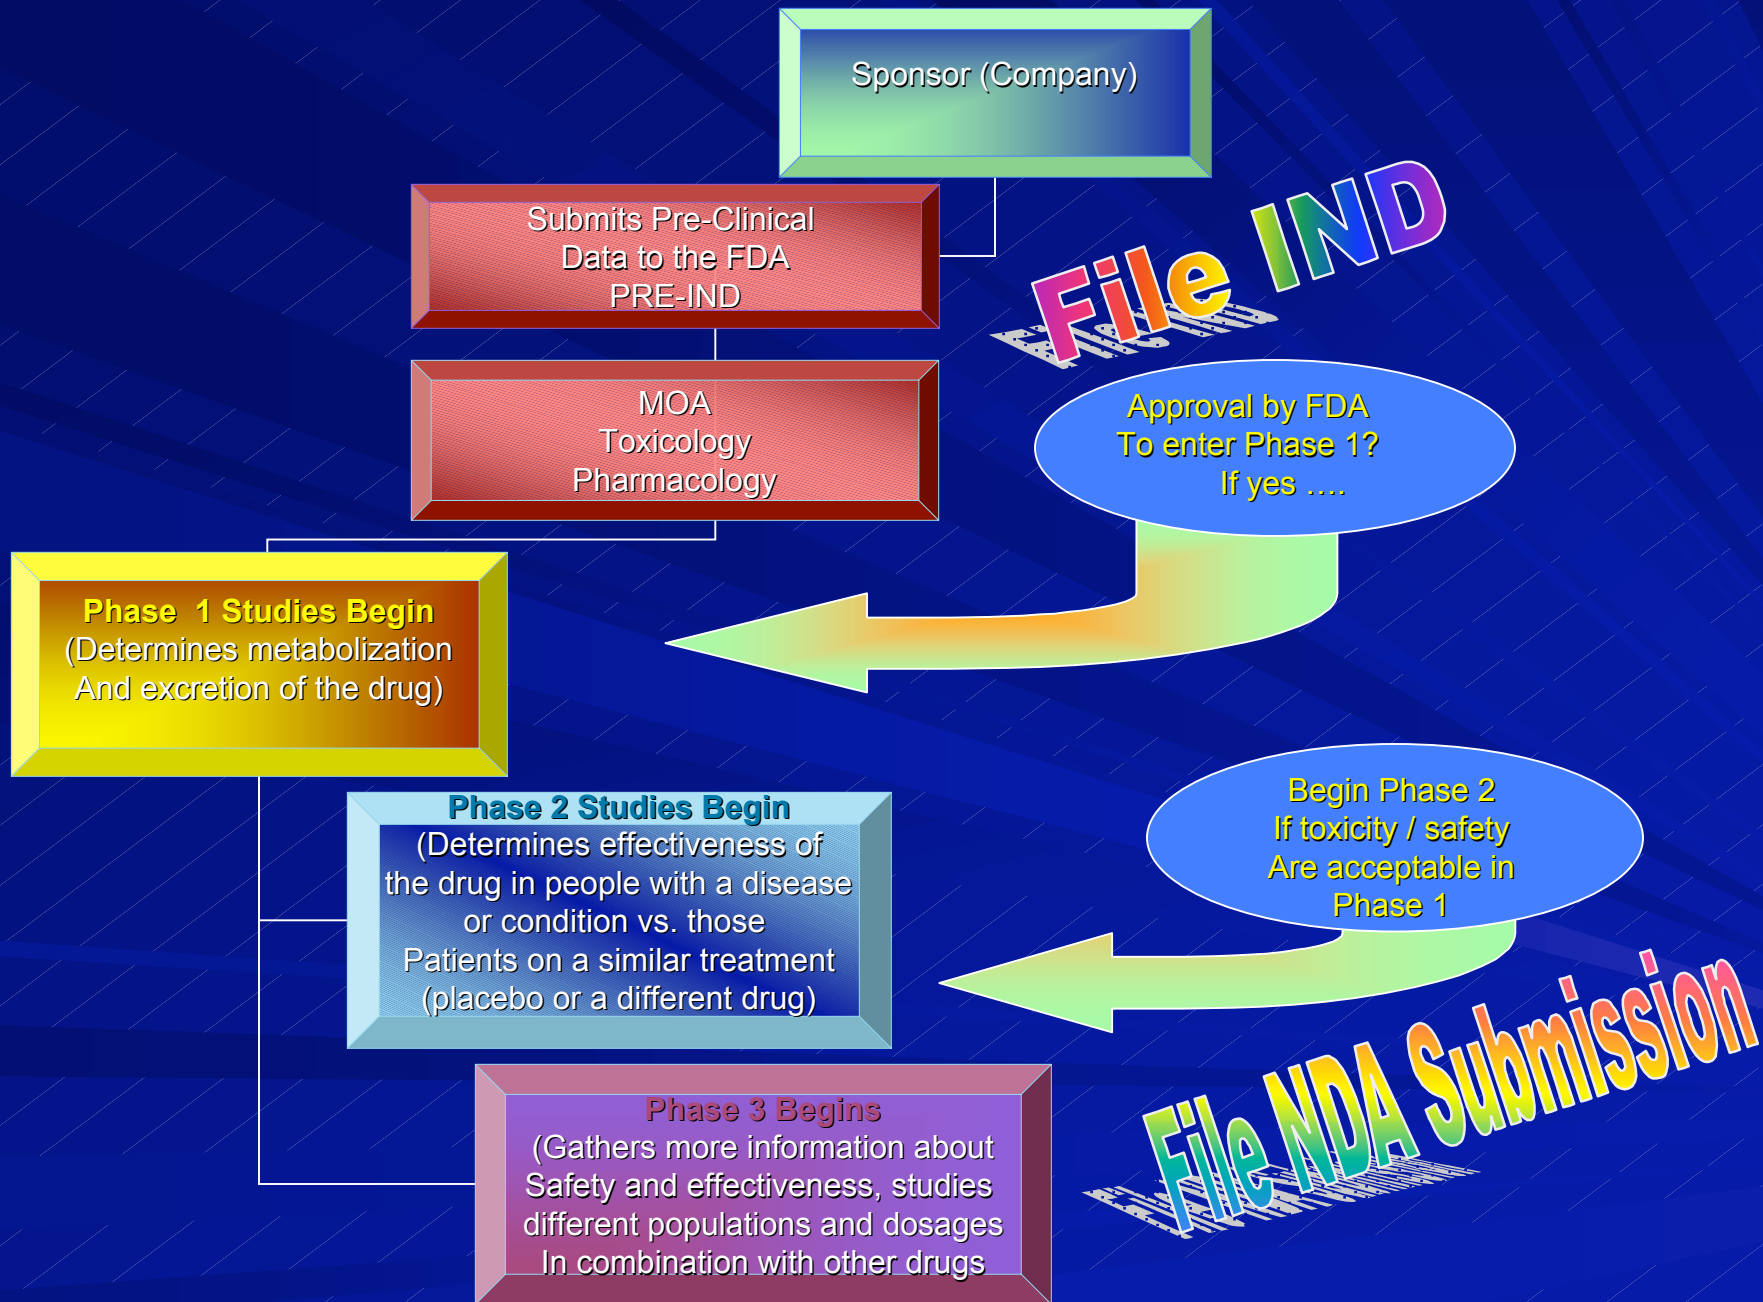 Sponsor (Company)
Submits Pre-Clinical
Data to the FDA
PRE-IND
File IND
MOA
Toxicology
Pharmacology
Approval by FDA
To enter Phase 1?
If yes ….
Phase 1 Studies Begin
(Determines metabolization
And excretion of the drug)
Phase 2 Studies Begin
(Determines effectiveness of
the drug in people with a disease
or condition vs. those
Patients on a similar treatment
(placebo or a different drug)
Begin Phase 2
If toxicity / safety
Are acceptable in
Phase 1
File NDA Submission
Phase 3 Begins
(Gathers more information about
Safety and effectiveness, studies
different populations and dosages
In combination with other drugs